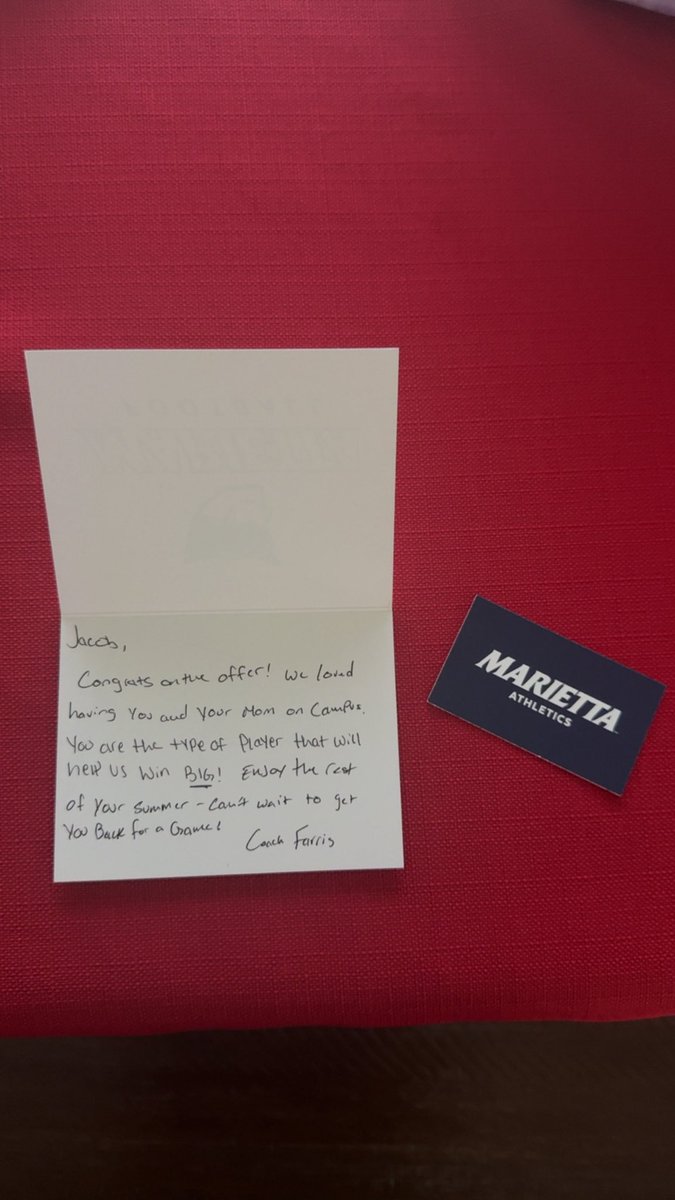 Jacob,
Congrats on the offer! We loved
having You and Your Mom on Campus.
You are the type of Player that will
help us Win BIG! Enjoy the rest
of Your Summer - Can't wait to get
You Back for a Game!
Coach Farris
MARIETTA
ATHLETICS